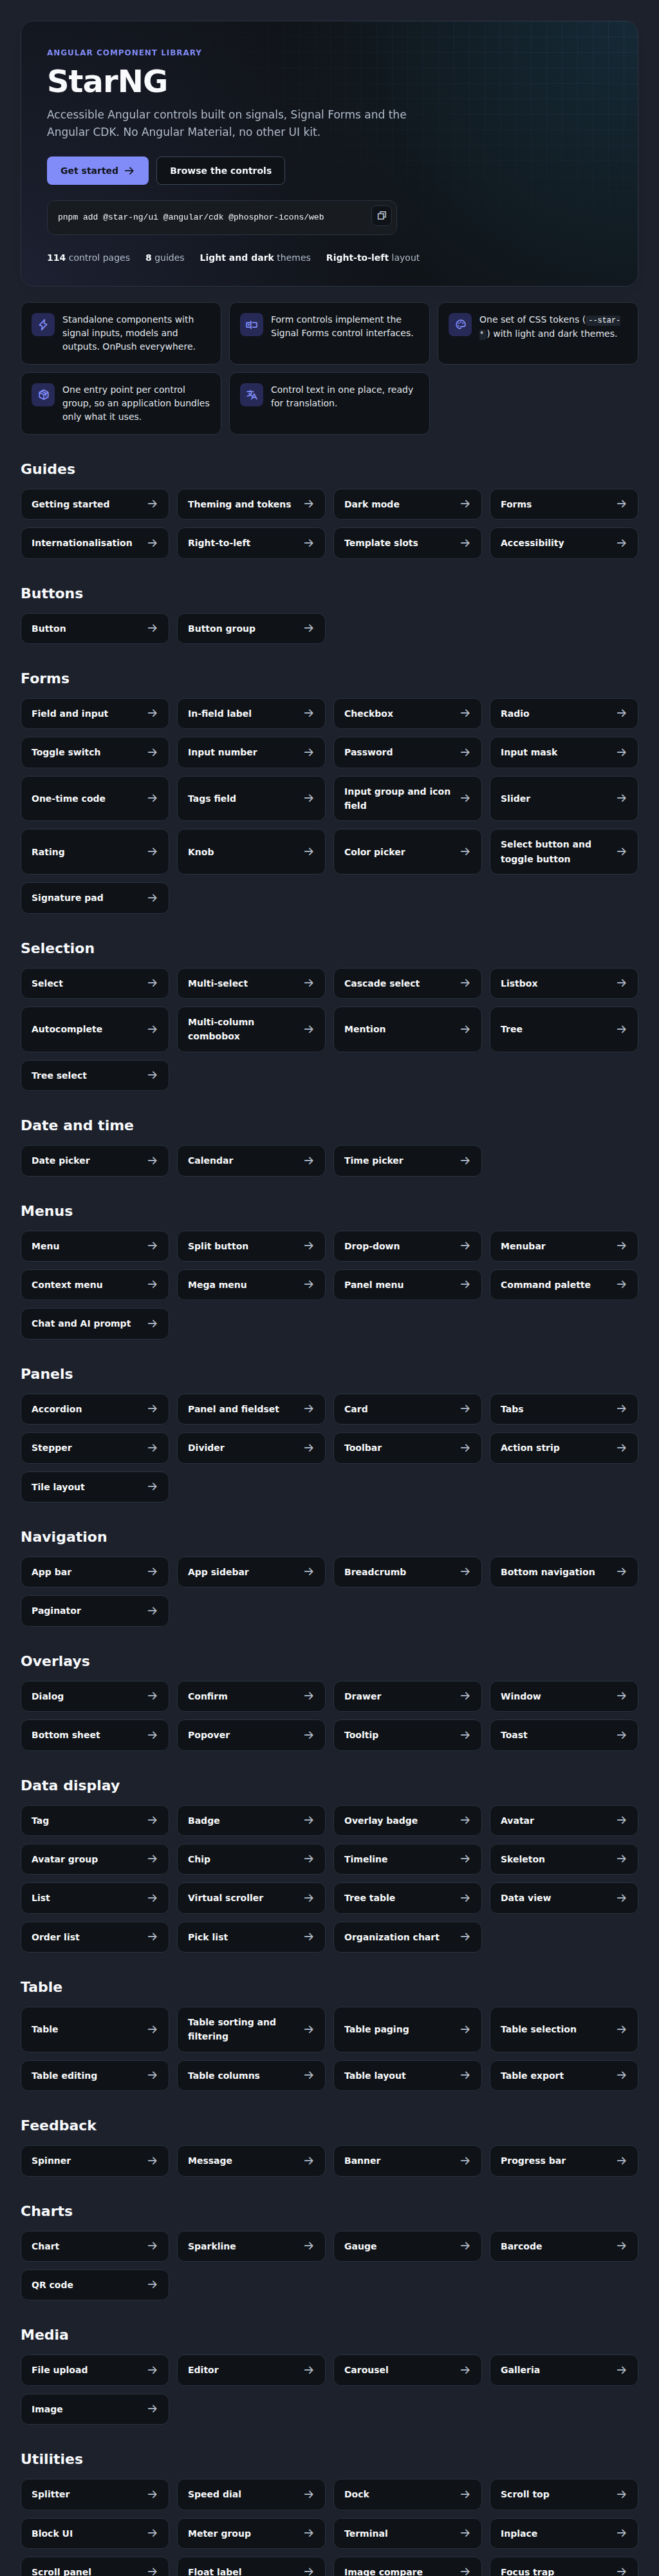 ANGULAR COMPONENT LIBRARY
StarNG
Accessible Angular controls built on signals, Signal Forms and the
Angular CDK. No Angular Material, no other UI kit.
Get started
Browse the controls
pnpm add @star-ng/ui @angular/cdk @phosphor-icons/web
114 control pages 8 guides Light and dark themes Right-to-left layout
Standalone components with
signal inputs, models and
outputs. OnPush everywhere.
Form controls implement the
Signal Forms control interfaces.
One set of CSS tokens (--star-
*) with light and dark themes.
One entry point per control
group, so an application bundles
only what it uses.
Control text in one place, ready
for translation.
Guides
Getting started
Theming and tokens
Dark mode
Forms
Internationalisation
Right-to-left
Template slots
Accessibility
Buttons
Button
Button group
Forms
Field and input
In-field label
Checkbox
Radio
Toggle switch
Input number
Password
Input mask
One-time code
Tags field
Input group and icon
field
Slider
Rating
Knob
Color picker
Select button and
toggle button
Signature pad
Selection
Select
Multi-select
Cascade select
Listbox
Autocomplete
Multi-column
combobox
Mention
Tree
Tree select
Date and time
Date picker
Calendar
Time picker
Menus
Menu
Split button
Drop-down
Menubar
Context menu
Mega menu
Panel menu
Command palette
Chat and AI prompt
Panels
Accordion
Panel and fieldset
Card
Tabs
Stepper
Divider
Toolbar
Action strip
Tile layout
Navigation
App bar
App sidebar
Breadcrumb
Bottom navigation
Paginator
Overlays
Dialog
Confirm
Drawer
Window
Bottom sheet
Popover
Tooltip
Toast
Data display
Tag
Badge
Overlay badge
Avatar
Avatar group
Chip
Timeline
Skeleton
List
Virtual scroller
Tree table
Data view
Order list
Pick list
Organization chart
Table
Table
Table sorting and
filtering
Table paging
Table selection
Table editing
Table columns
Table layout
Table export
Feedback
Spinner
Message
Banner
Progress bar
Charts
Chart
Sparkline
Gauge
Barcode
QR code
Media
File upload
Editor
Carousel
Galleria
Image
Utilities
Splitter
Speed dial
Dock
Scroll top
Block UI
Meter group
Terminal
Inplace
Scroll panel
Float label
Image compare
Focus trap